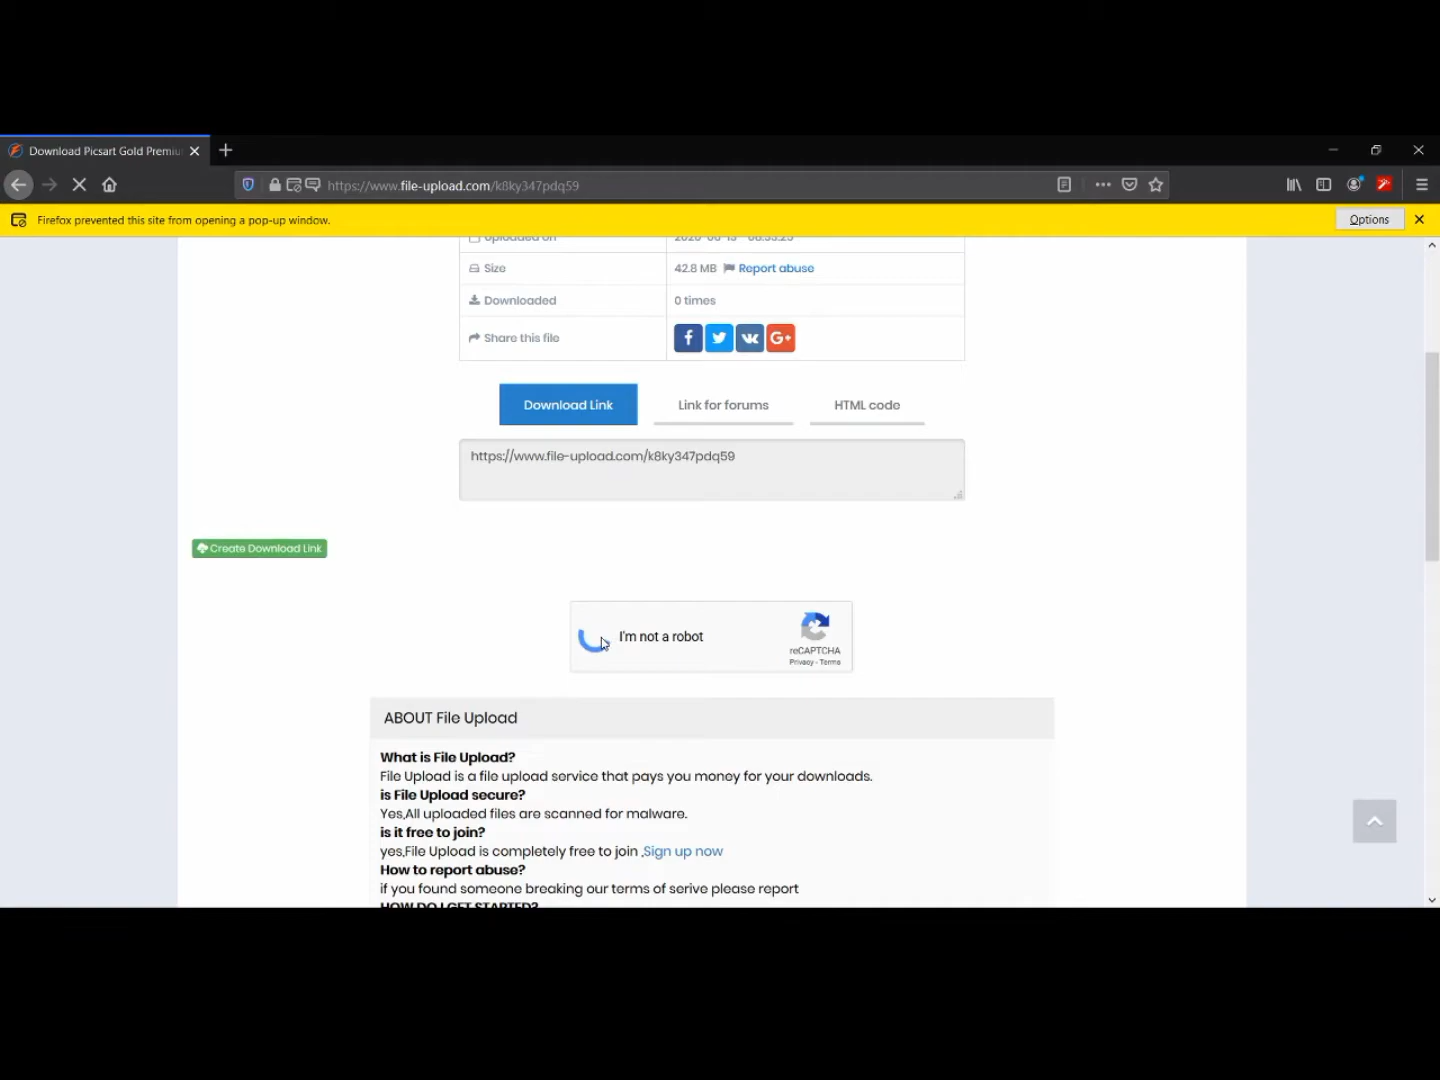 Download Picsart Gold Premiu
https://www.file-upload.com/k8ky347pdq59
Firefox prevented this site from opening a pop-up window.
Options
Uploaded on
Size
42.8 MB Report abuse
Downloaded
0 times
Share this file
Download Link
Link for forums
HTML code
https://www.file-upload.com/k8ky347pdq59
Create Download Link
I'm not a robot
reCAPTCHA
Privacy - Terms
ABOUT File Upload
What is File Upload?
File Upload is a file upload service that pays you money for your downloads.
is File Upload secure?
Yes,All uploaded files are scanned for malware.
is it free to join?
yes,File Upload is completely free to join ,Sign up now
How to report abuse?
if you found someone breaking our terms of serive please report
HOW DO I GET STARTED?